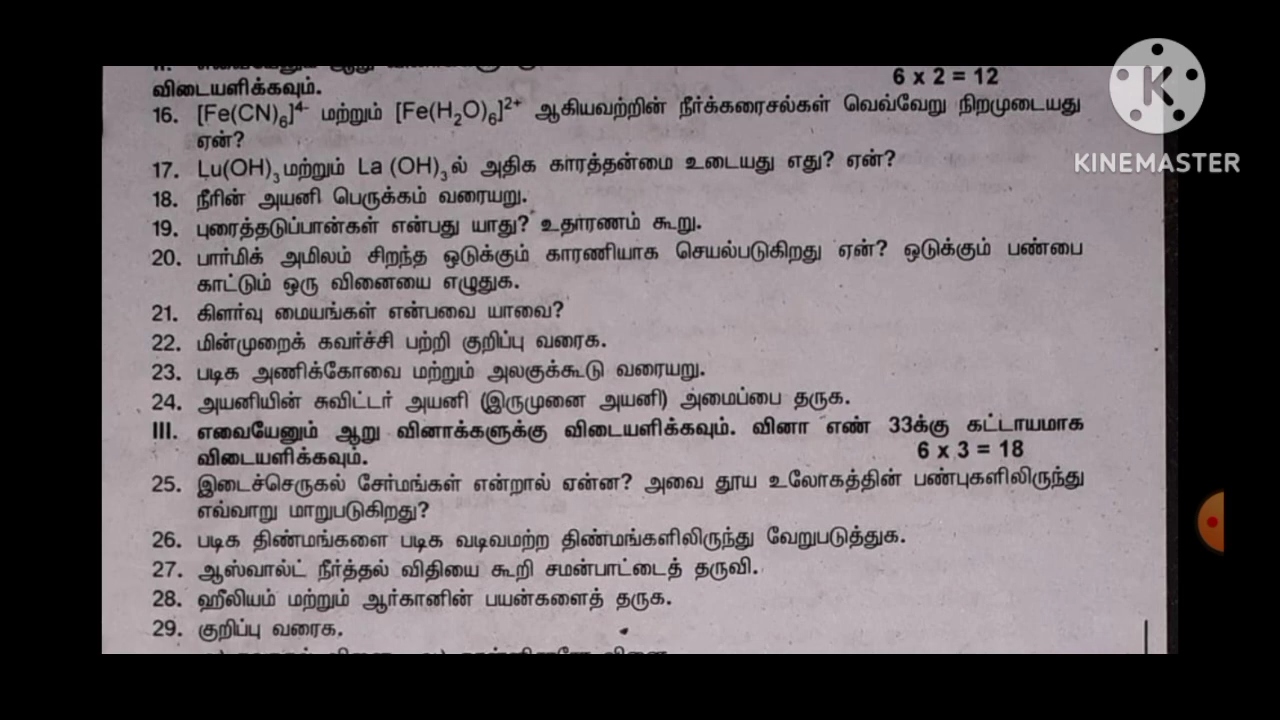 விடையளிக்கவும். 6 x 2 = 12
16. [Fe(CN)₆]⁴⁻ மற்றும் [Fe(H₂O)₆]²⁺ ஆகியவற்றின் நீர்க்கரைசல்கள் வெவ்வேறு நிறமுடையது
ஏன்?
17. Lu(OH)₃ மற்றும் La (OH)₃ல் அதிக காரத்தன்மை உடையது எது? ஏன்?
18. நீரின் அயனி பெருக்கம் வரையறு.
19. புரைத்தடுப்பான்கள் என்பது யாது? உதாரணம் கூறு.
20. பார்மிக் அமிலம் சிறந்த ஒடுக்கும் காரணியாக செயல்படுகிறது ஏன்? ஒடுக்கும் பண்பை
காட்டும் ஒரு வினையை எழுதுக.
21. கிளர்வு மையங்கள் என்பவை யாவை?
22. மின்முறைக் கவர்ச்சி பற்றி குறிப்பு வரைக.
23. படிக அணிக்கோவை மற்றும் அலகுக்கூடு வரையறு.
24. அயனியின் சுவிட்டர் அயனி (இருமுனை அயனி) அமைப்பை தருக.
III. எவையேனும் ஆறு வினாக்களுக்கு விடையளிக்கவும். வினா எண் 33க்கு கட்டாயமாக
விடையளிக்கவும். 6 x 3 = 18
25. இடைச்செருகல் சேர்மங்கள் என்றால் ஏன்ன? அவை தூய உலோகத்தின் பண்புகளிலிருந்து
எவ்வாறு மாறுபடுகிறது?
26. படிக திண்மங்களை படிக வடிவமற்ற திண்மங்களிலிருந்து வேறுபடுத்துக.
27. ஆஸ்வால்ட் நீர்த்தல் விதியை கூறி சமன்பாட்டைத் தருவி.
28. ஹீலியம் மற்றும் ஆர்கானின் பயன்களைத் தருக.
29. குறிப்பு வரைக.
K
KINEMASTER